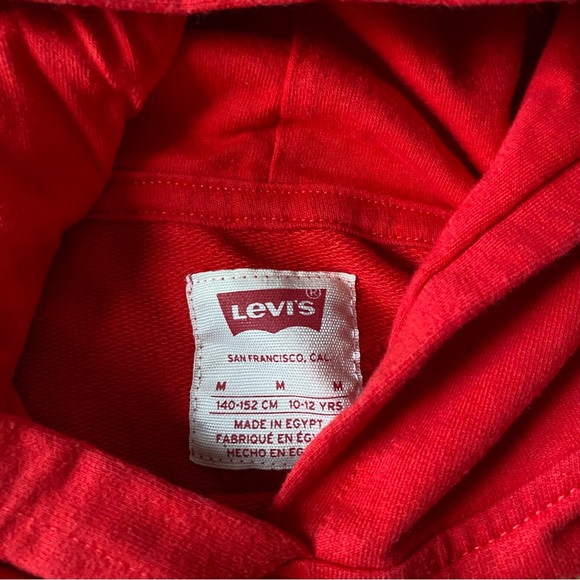 Levi's ®
SAN FRANCISCO, CAL.
M M M
140-152 CM 10-12 YRS
MADE IN EGYPT
FABRIQUÉ EN
HECHO EN